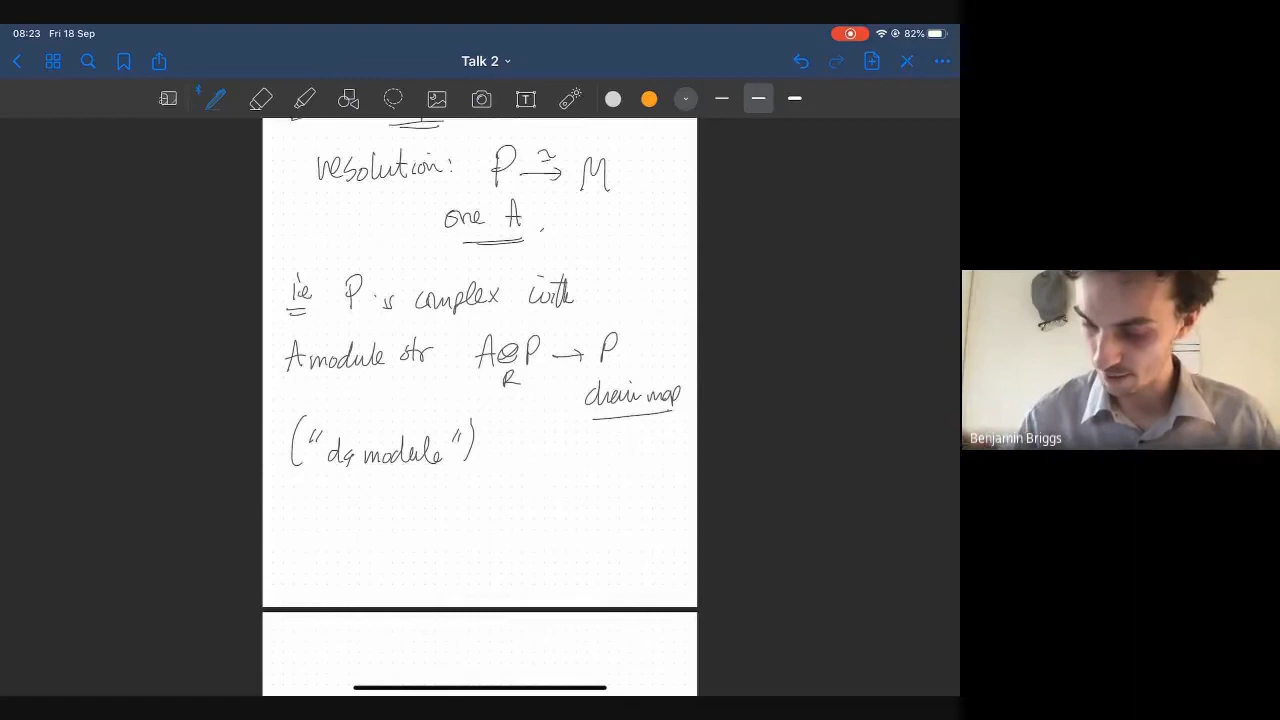 08:23 Fri 18 Sep
82%
Talk 2
T
resolution: P ≃→ M
one A.
ie P is complex with
A module str A⊗P → P
R
chain map
("dg module")
Benjamin Briggs